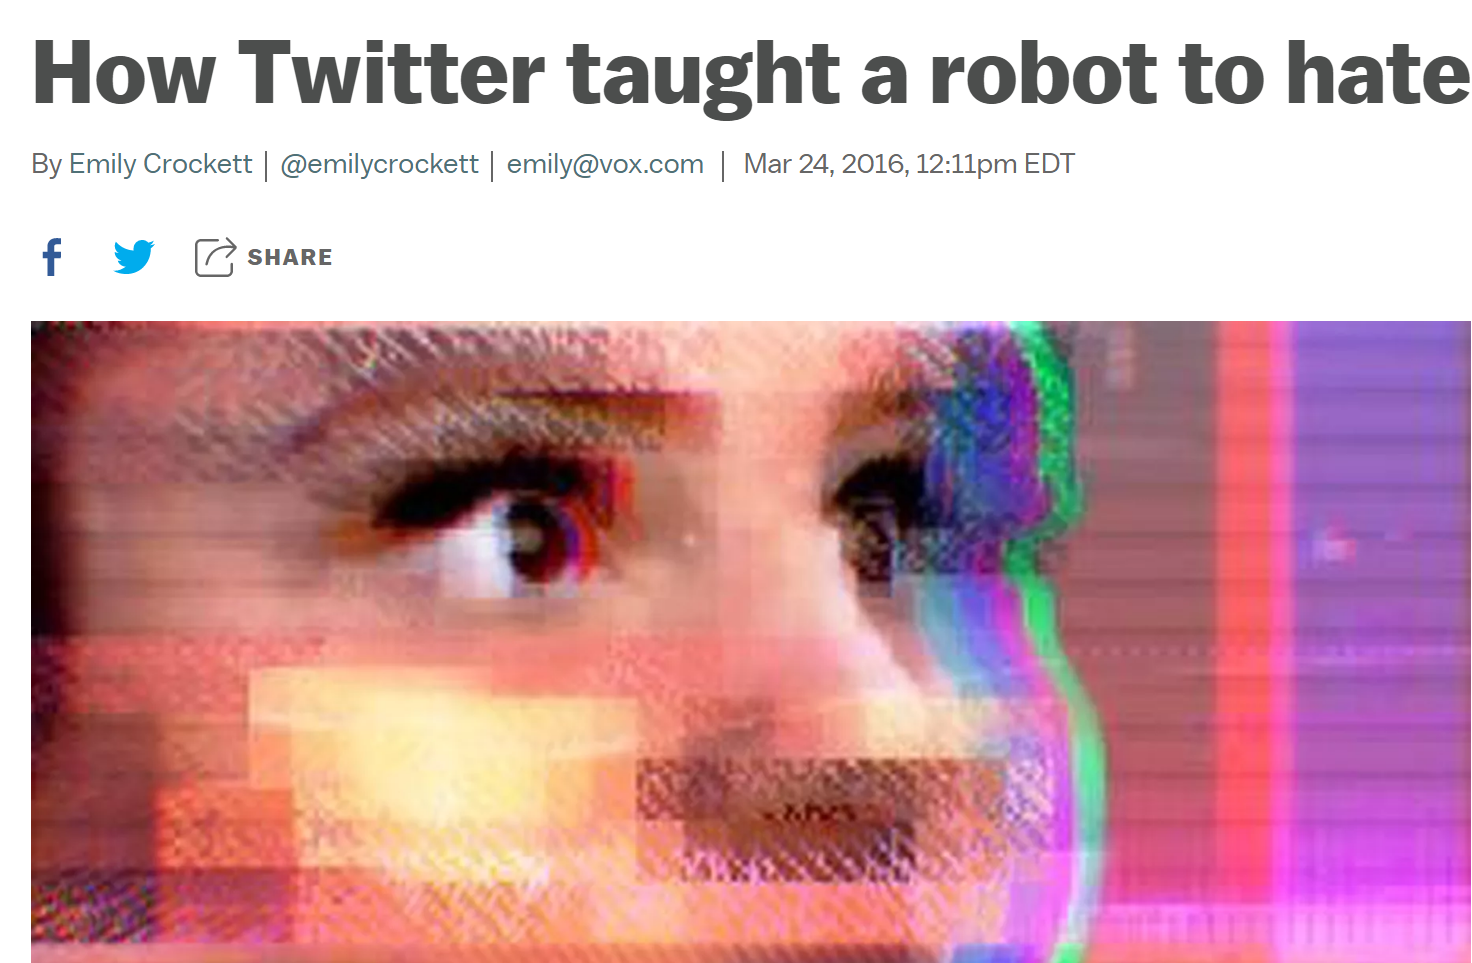 How Twitter taught a robot to hate
By Emily Crockett | @emilycrockett | emily@vox.com | Mar 24, 2016, 12:11pm EDT
SHARE